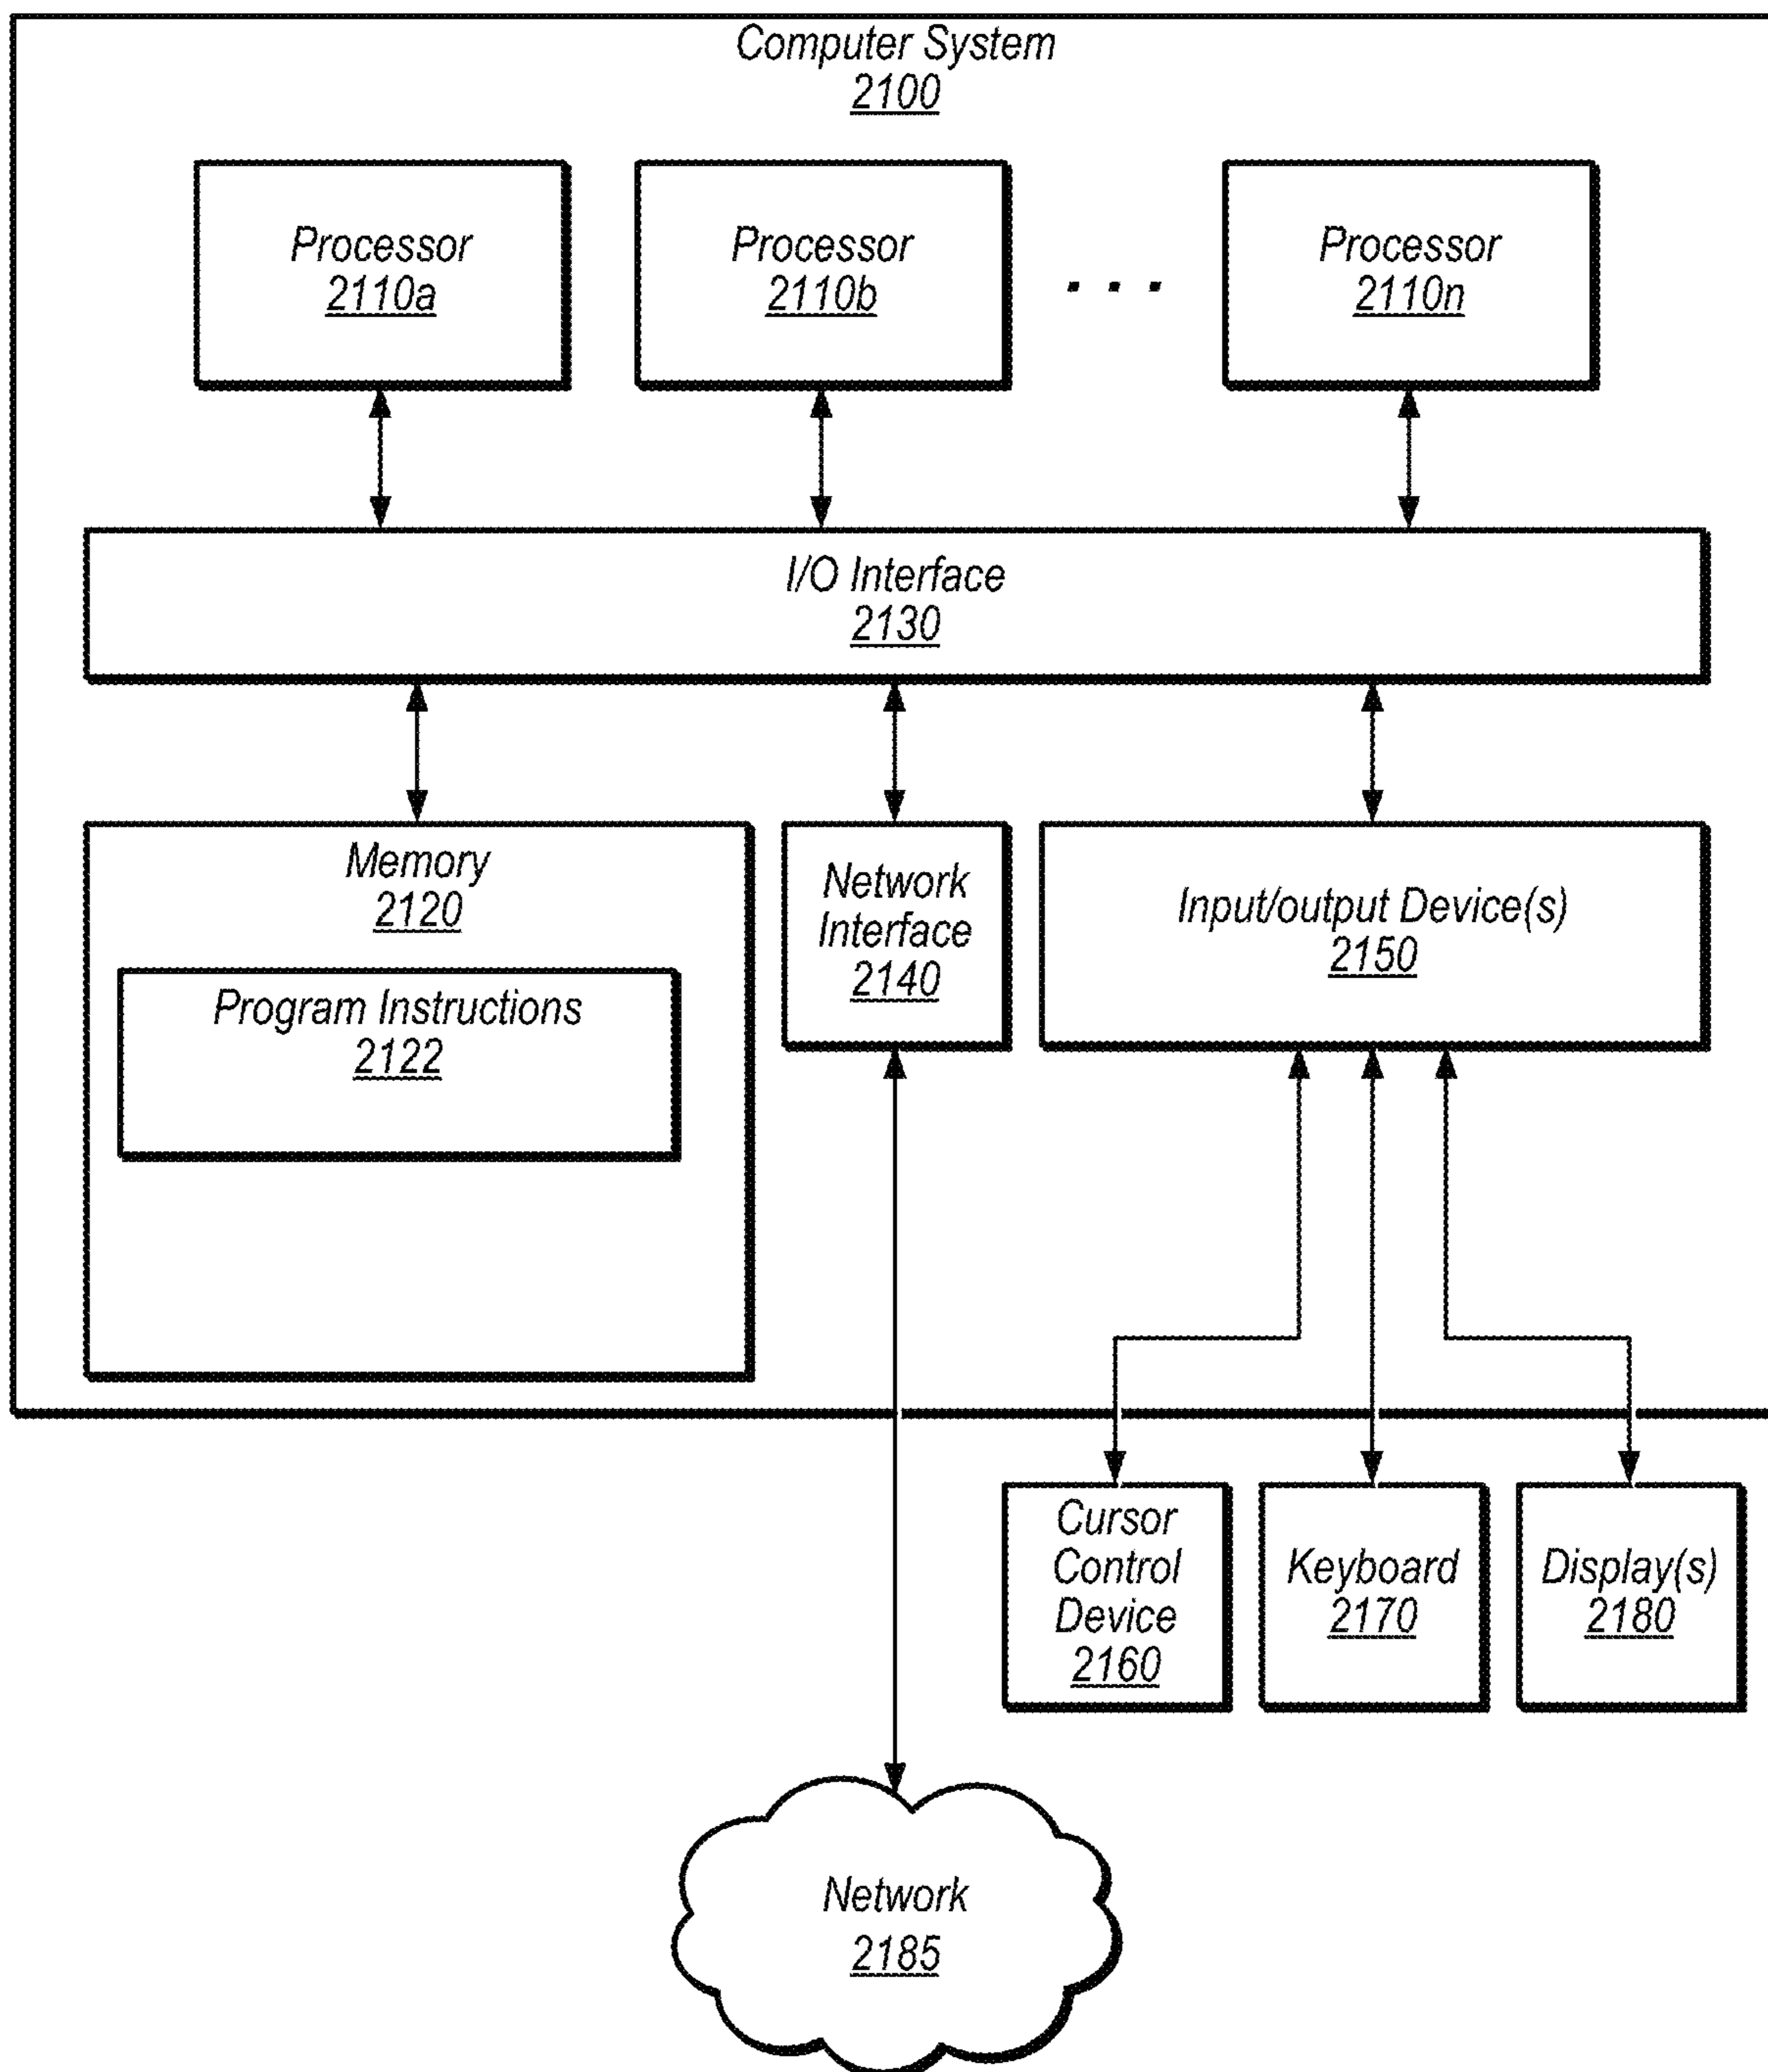 Computer System
2100
Processor
2110a
Processor
2110b
. . .
Processor
2110n
I/O Interface
2130
Memory
2120
Program Instructions
2122
Network
Interface
2140
Input/output Device(s)
2150
Cursor
Control
Device
2160
Keyboard
2170
Display(s)
2180
Network
2185